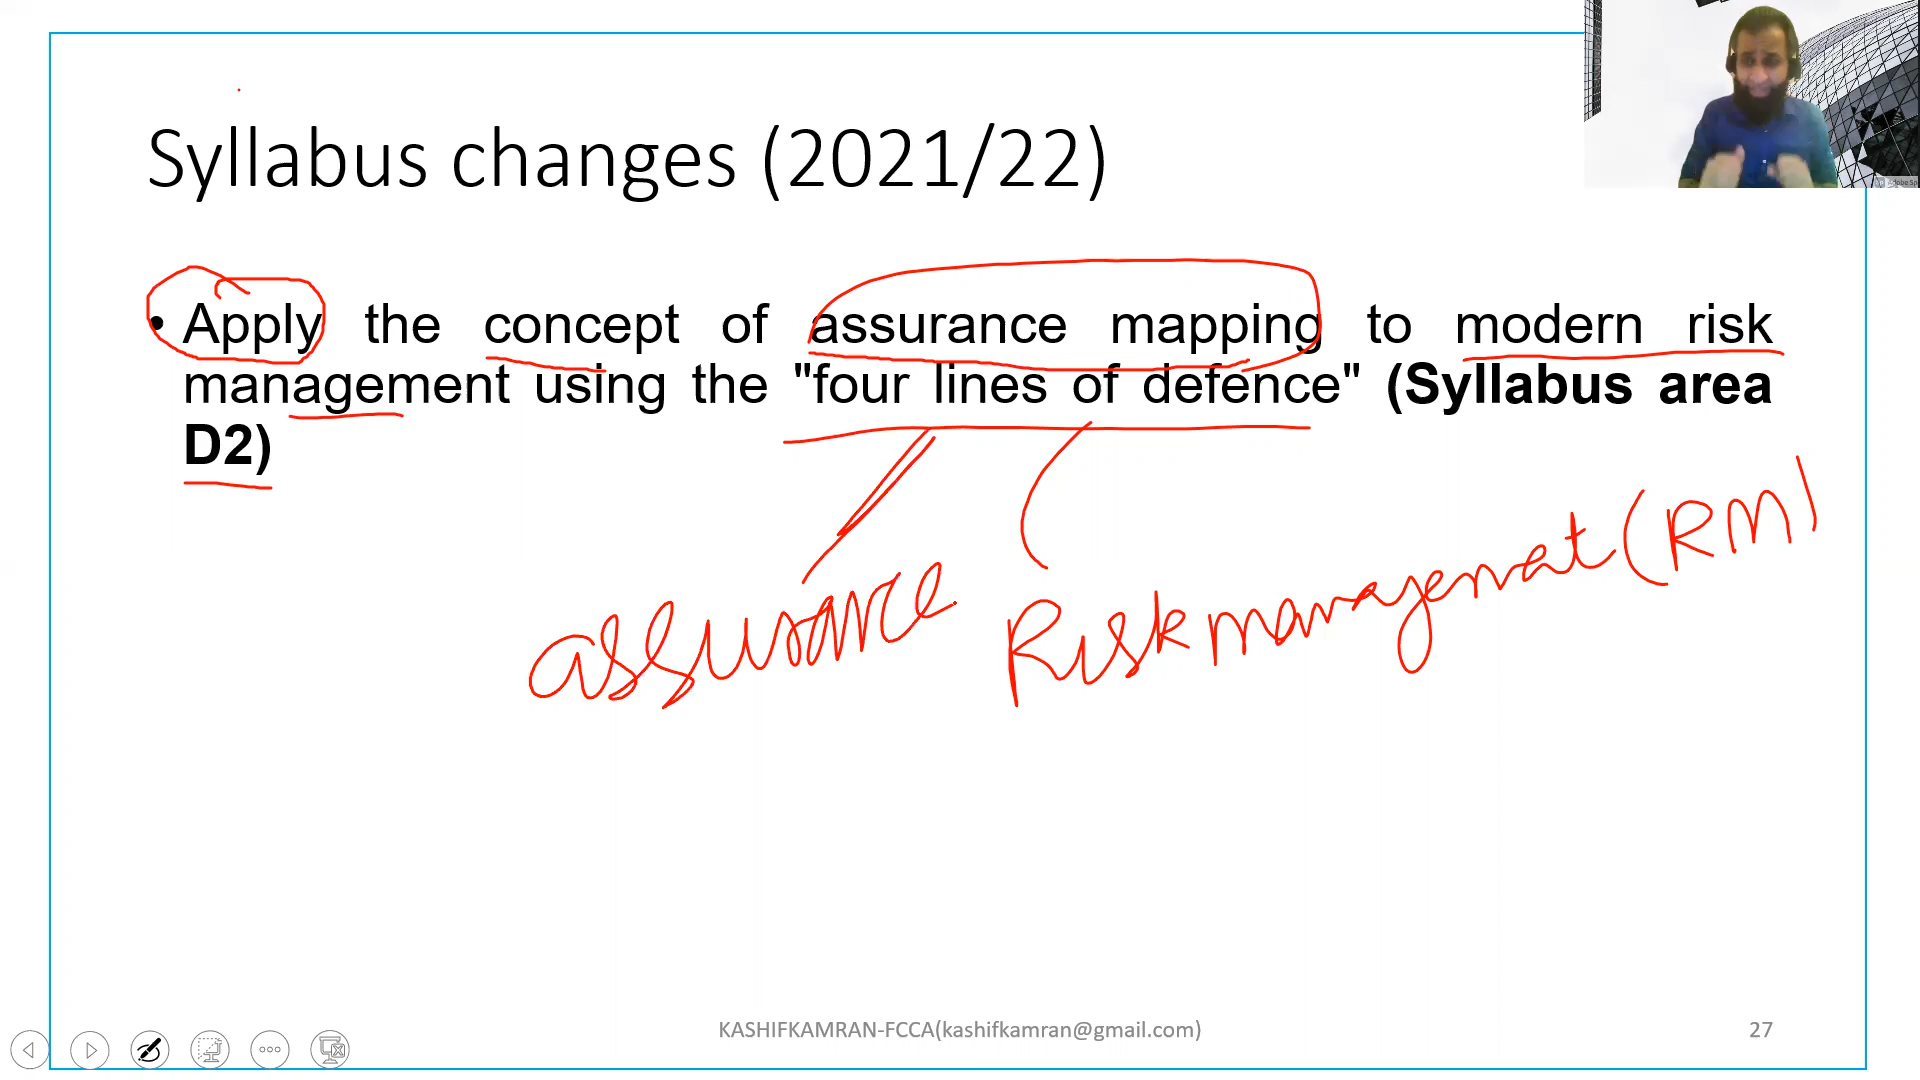 Syllabus changes (2021/22)
• Apply the concept of assurance mapping to modern risk
management using the "four lines of defence" (Syllabus area
D2)
assurance Risk management (RM)
KASHIFKAMRAN-FCCA(kashifkamran@gmail.com)
27